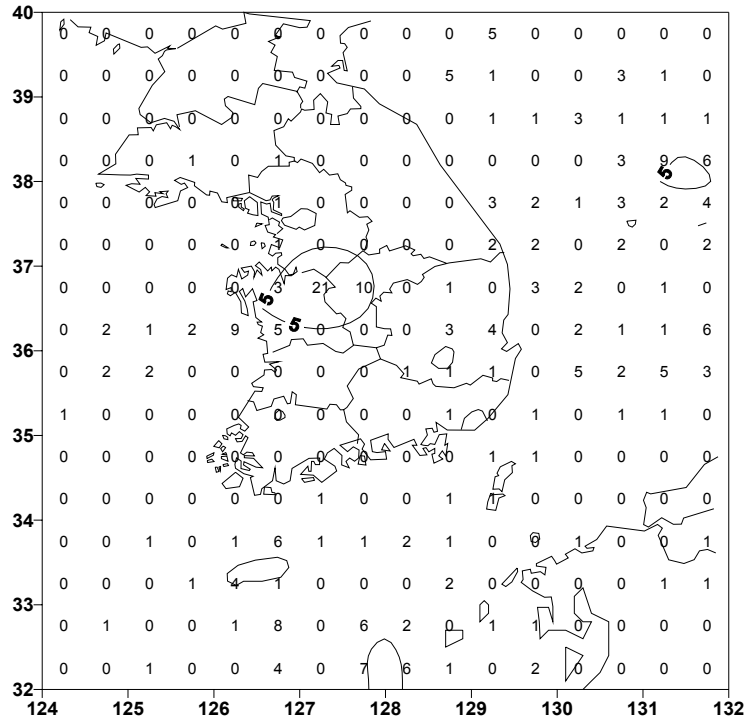 40
0 0 0 0 0 0 0 0 0 0 5 0 0 0 0 0
0 0 0 0 0 0 0 0 0 5 1 0 0 3 1 0
39
0 0 0 0 0 0 0 0 0 0 1 1 3 1 1 1
0 0 0 1 0 1 0 0 0 0 0 0 0 3 9 6
5
38
0 0 0 0 0 1 0 0 0 0 3 2 1 3 2 4
0 0 0 0 0 1 0 0 0 0 2 2 0 2 0 2
37
0 0 0 0 0 3 21 10 0 1 0 3 2 0 1 0
5
5
0 2 1 2 9 5 0 0 0 3 4 0 2 1 1 6
36
0 2 2 0 0 0 0 0 1 1 1 0 5 2 5 3
1 0 0 0 0 0 0 0 0 1 0 1 0 1 1 0
35
0 0 0 0 0 0 0 0 0 0 1 1 0 0 0 0
0 0 0 0 0 0 1 0 0 1 1 0 0 0 0 0
34
0 0 1 0 1 6 1 1 2 1 0 0 1 0 0 1
0 0 0 1 4 1 0 0 0 2 0 0 0 0 1 1
33
0 1 0 0 1 8 0 6 2 0 1 1 0 0 0 0
0 0 1 0 0 4 0 7 6 1 0 2 0 0 0 0
32
124 125 126 127 128 129 130 131 132